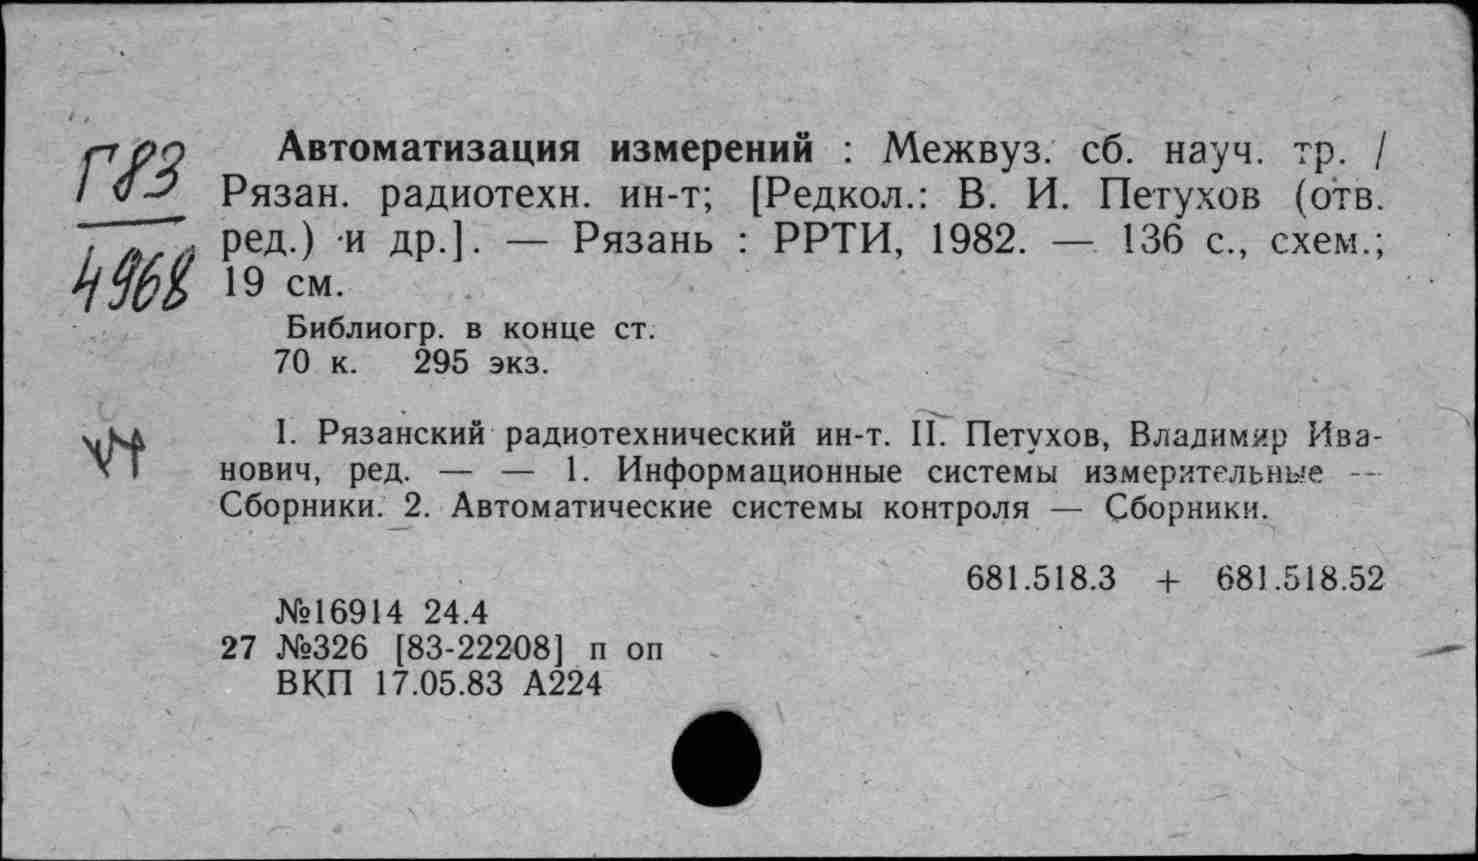 Г83
4968
Автоматизация измерений : Межвуз. сб. науч. тр. /
Рязан. радиотехн. ин-т; [Редкол.: В. И. Петухов (отв.
ред.) и др.]. — Рязань : РРТИ, 1982. — 136 с., схем.;
19 см.
Библиогр. в конце ст.
70 к. 295 экз.
I. Рязанский радиотехнический ин-т. II. Петухов, Владимир Ива-
нович, ред. — — 1. Информационные системы измерительные —
Сборники. 2. Автоматические системы контроля — Сборники.
681.518.3 + 681.518.52
№16914 24.4
27 №326 [83-22208] п оп
ВКП 17.05.83 А224